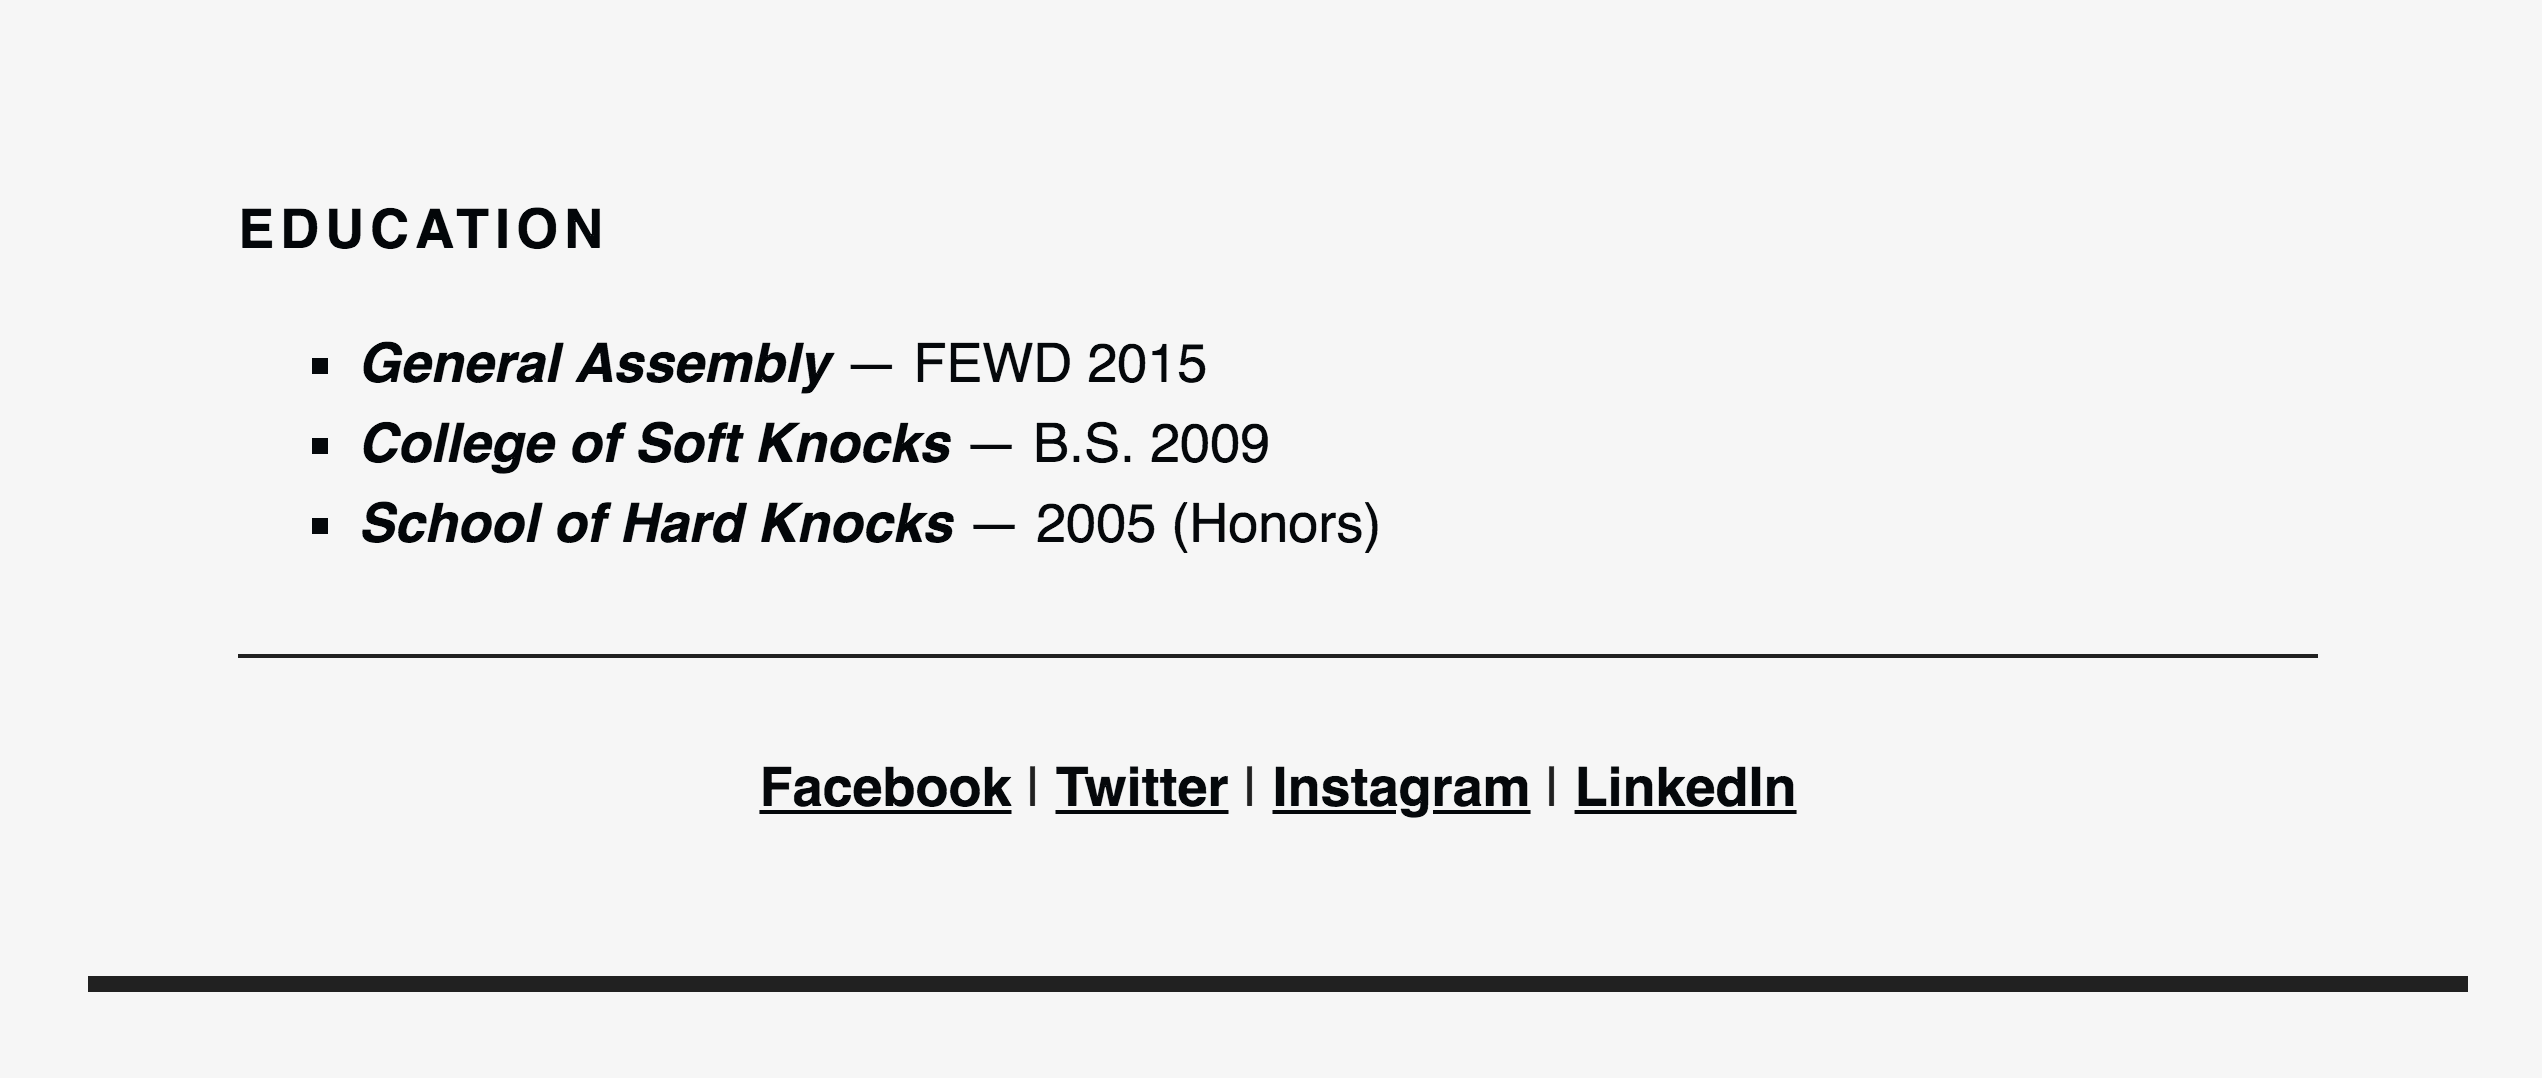 EDUCATION
▪ General Assembly — FEWD 2015
▪ College of Soft Knocks — B.S. 2009
▪ School of Hard Knocks — 2005 (Honors)
Facebook | Twitter | Instagram | LinkedIn